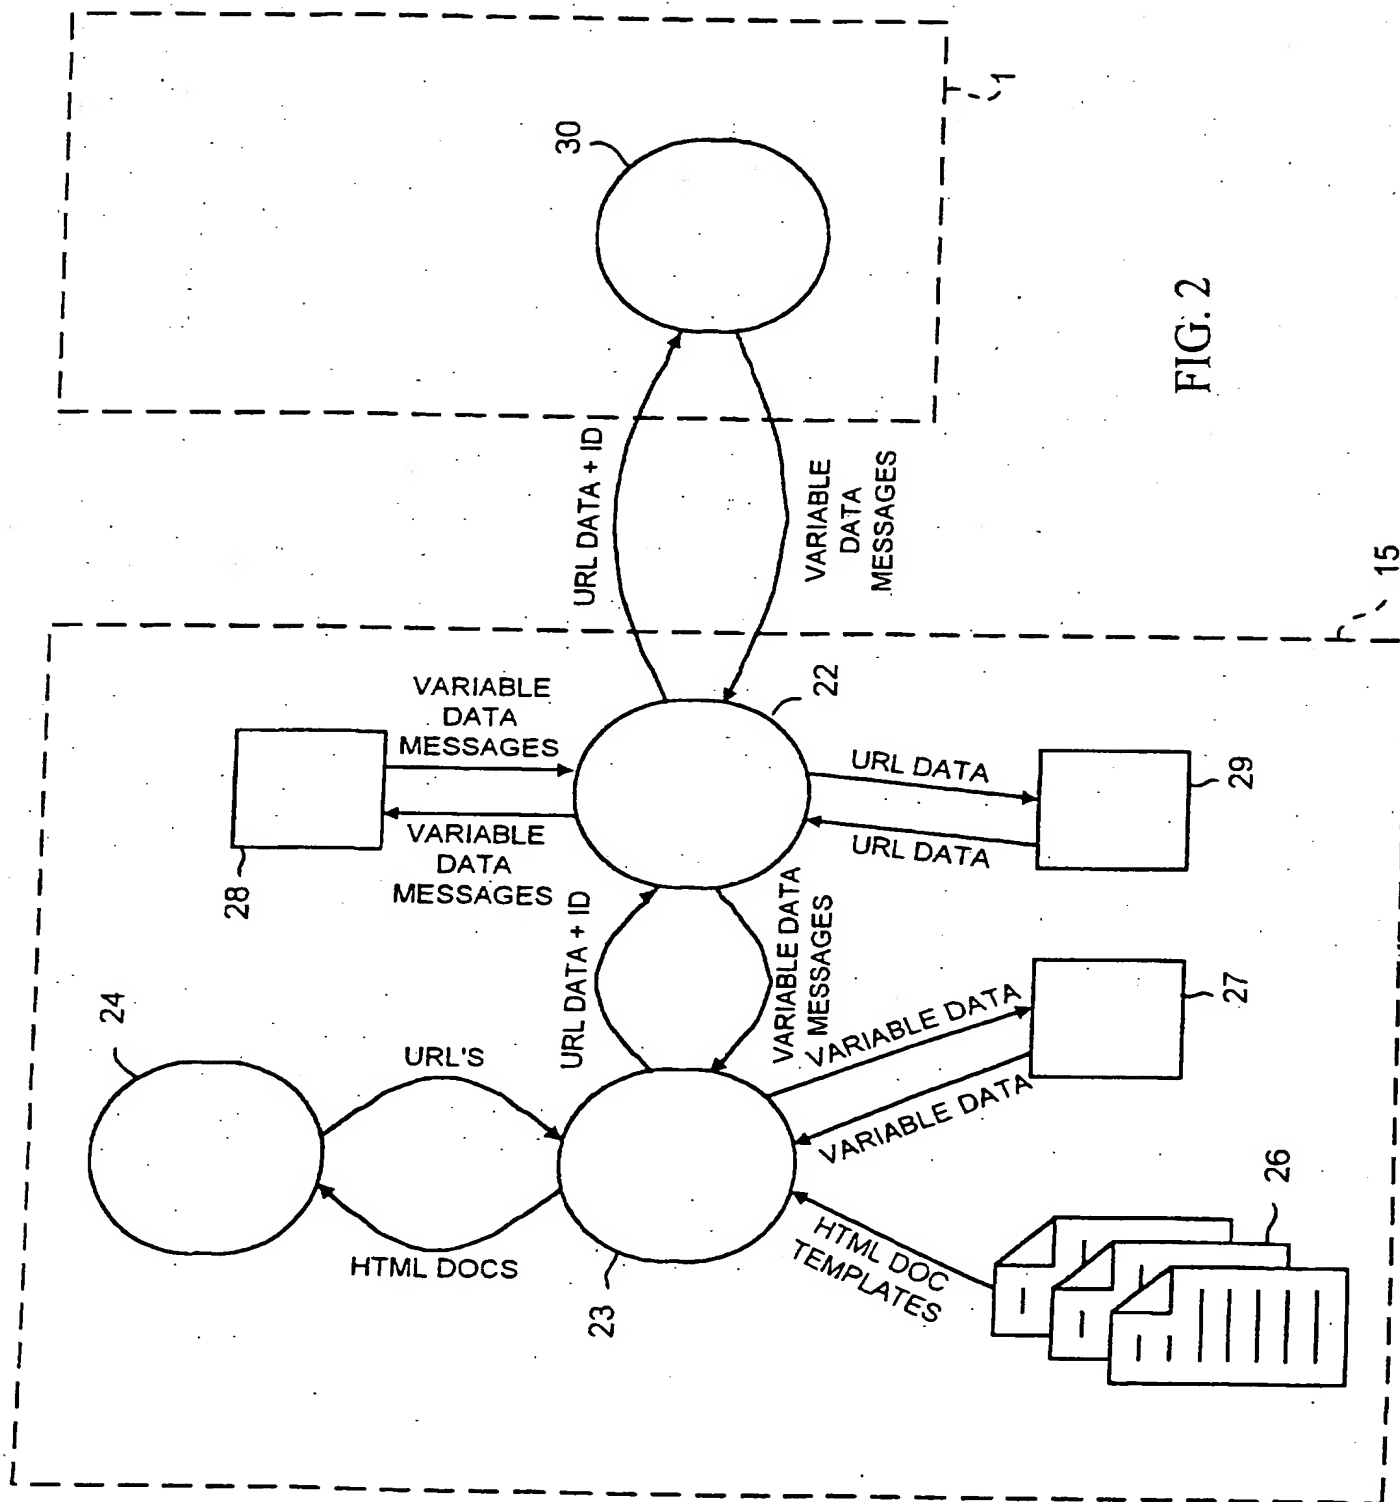 1
30
FIG. 2
URL DATA + ID
VARIABLE
DATA
MESSAGES
15
VARIABLE
DATA
MESSAGES
22
URL DATA
29
28
VARIABLE
DATA
MESSAGES
URL DATA
URL DATA + ID
VARIABLE DATA
MESSAGES
24
URL'S
VARIABLE DATA
27
VARIABLE DATA
HTML DOCS
23
HTML DOC
TEMPLATES
26